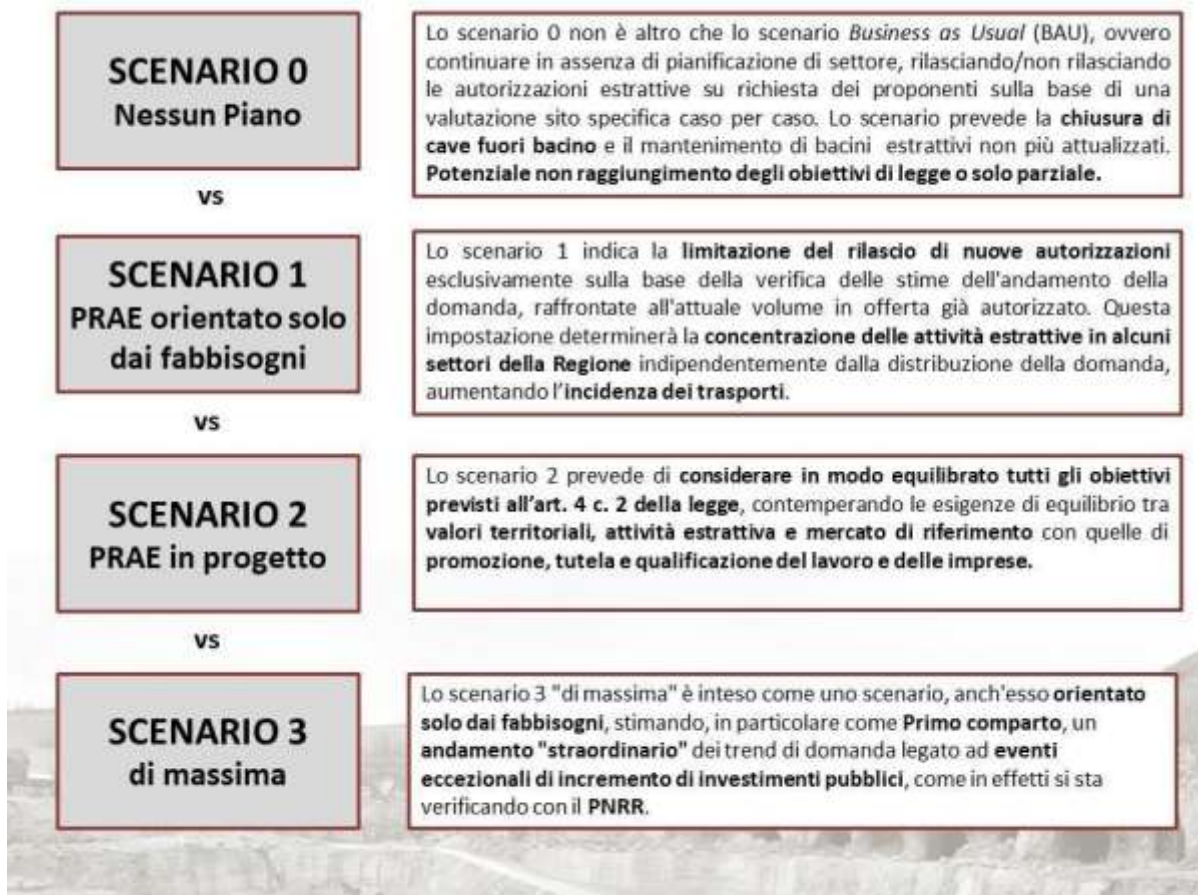 SCENARIO 0
Nessun Piano
Lo scenario 0 non è altro che lo scenario Business as Usual (BAU), ovvero
continuare in assenza di pianificazione di settore, rilasciando/non rilasciando
le autorizzazioni estrattive su richiesta dei proponenti sulla base di una
valutazione sito specifica caso per caso. Lo scenario prevede la chiusura di
cave fuori bacino e il mantenimento di bacini estrattivi non più attualizzati.
Potenziale non raggiungimento degli obiettivi di legge o solo parziale.
vs
SCENARIO 1
PRAE orientato solo
dai fabbisogni
Lo scenario 1 indica la limitazione del rilascio di nuove autorizzazioni
esclusivamente sulla base della verifica delle stime dell'andamento della
domanda, raffrontate all'attuale volume in offerta già autorizzato. Questa
impostazione determinerà la concentrazione delle attività estrattive in alcuni
settori della Regione indipendentemente dalla distribuzione della domanda,
aumentando l'incidenza dei trasporti.
vs
SCENARIO 2
PRAE in progetto
Lo scenario 2 prevede di considerare in modo equilibrato tutti gli obiettivi
previsti all'art. 4 c. 2 della legge, contemperando le esigenze di equilibrio tra
valori territoriali, attività estrattiva e mercato di riferimento con quelle di
promozione, tutela e qualificazione del lavoro e delle imprese.
vs
SCENARIO 3
di massima
Lo scenario 3 "di massima" è inteso come uno scenario, anch'esso orientato
solo dai fabbisogni, stimando, in particolare come Primo comparto, un
andamento "straordinario" dei trend di domanda legato ad eventi
eccezionali di incremento di investimenti pubblici, come in effetti si sta
verificando con il PNRR.